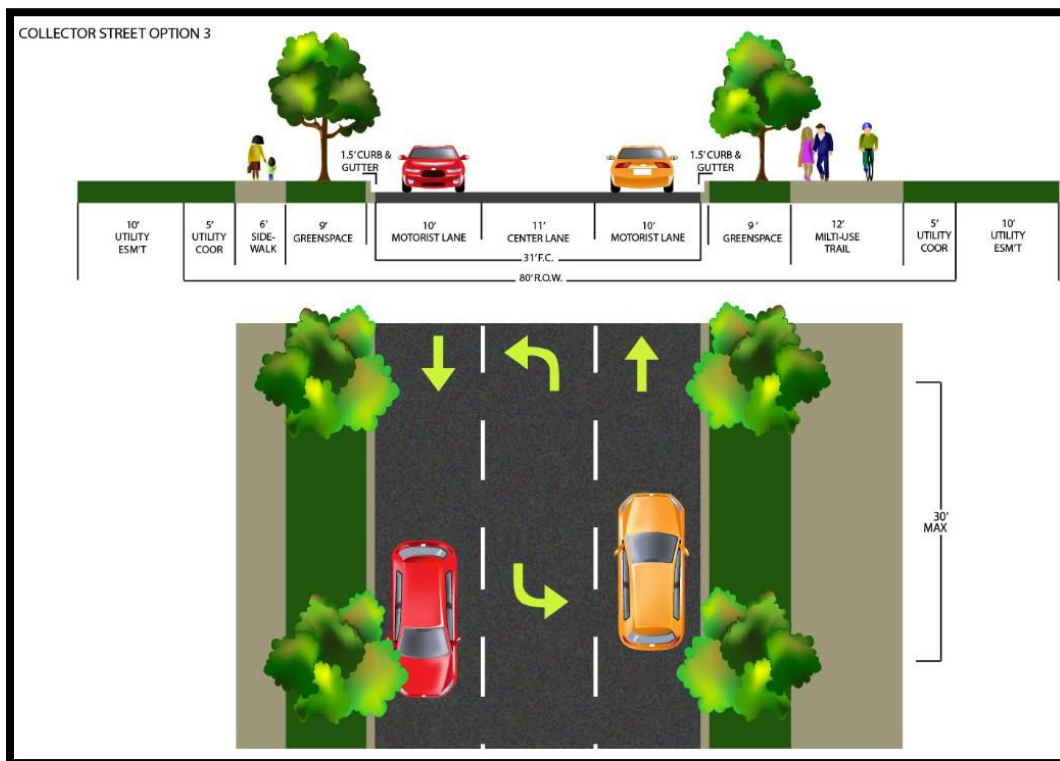 COLLECTOR STREET OPTION 3
1.5' CURB &
GUTTER
1.5' CURB &
GUTTER
10'
UTILITY
ESM'T
5'
UTILITY
COOR
6'
SIDE-
WALK
9'
GREENSPACE
10'
MOTORIST LANE
11'
CENTER LANE
10'
MOTORIST LANE
9 '
GREENSPACE
12'
MILTI-USE
TRAIL
5'
UTILITY
COOR
10'
UTILITY
ESM'T
31'F.C.
80' R.O.W.
30'
MAX